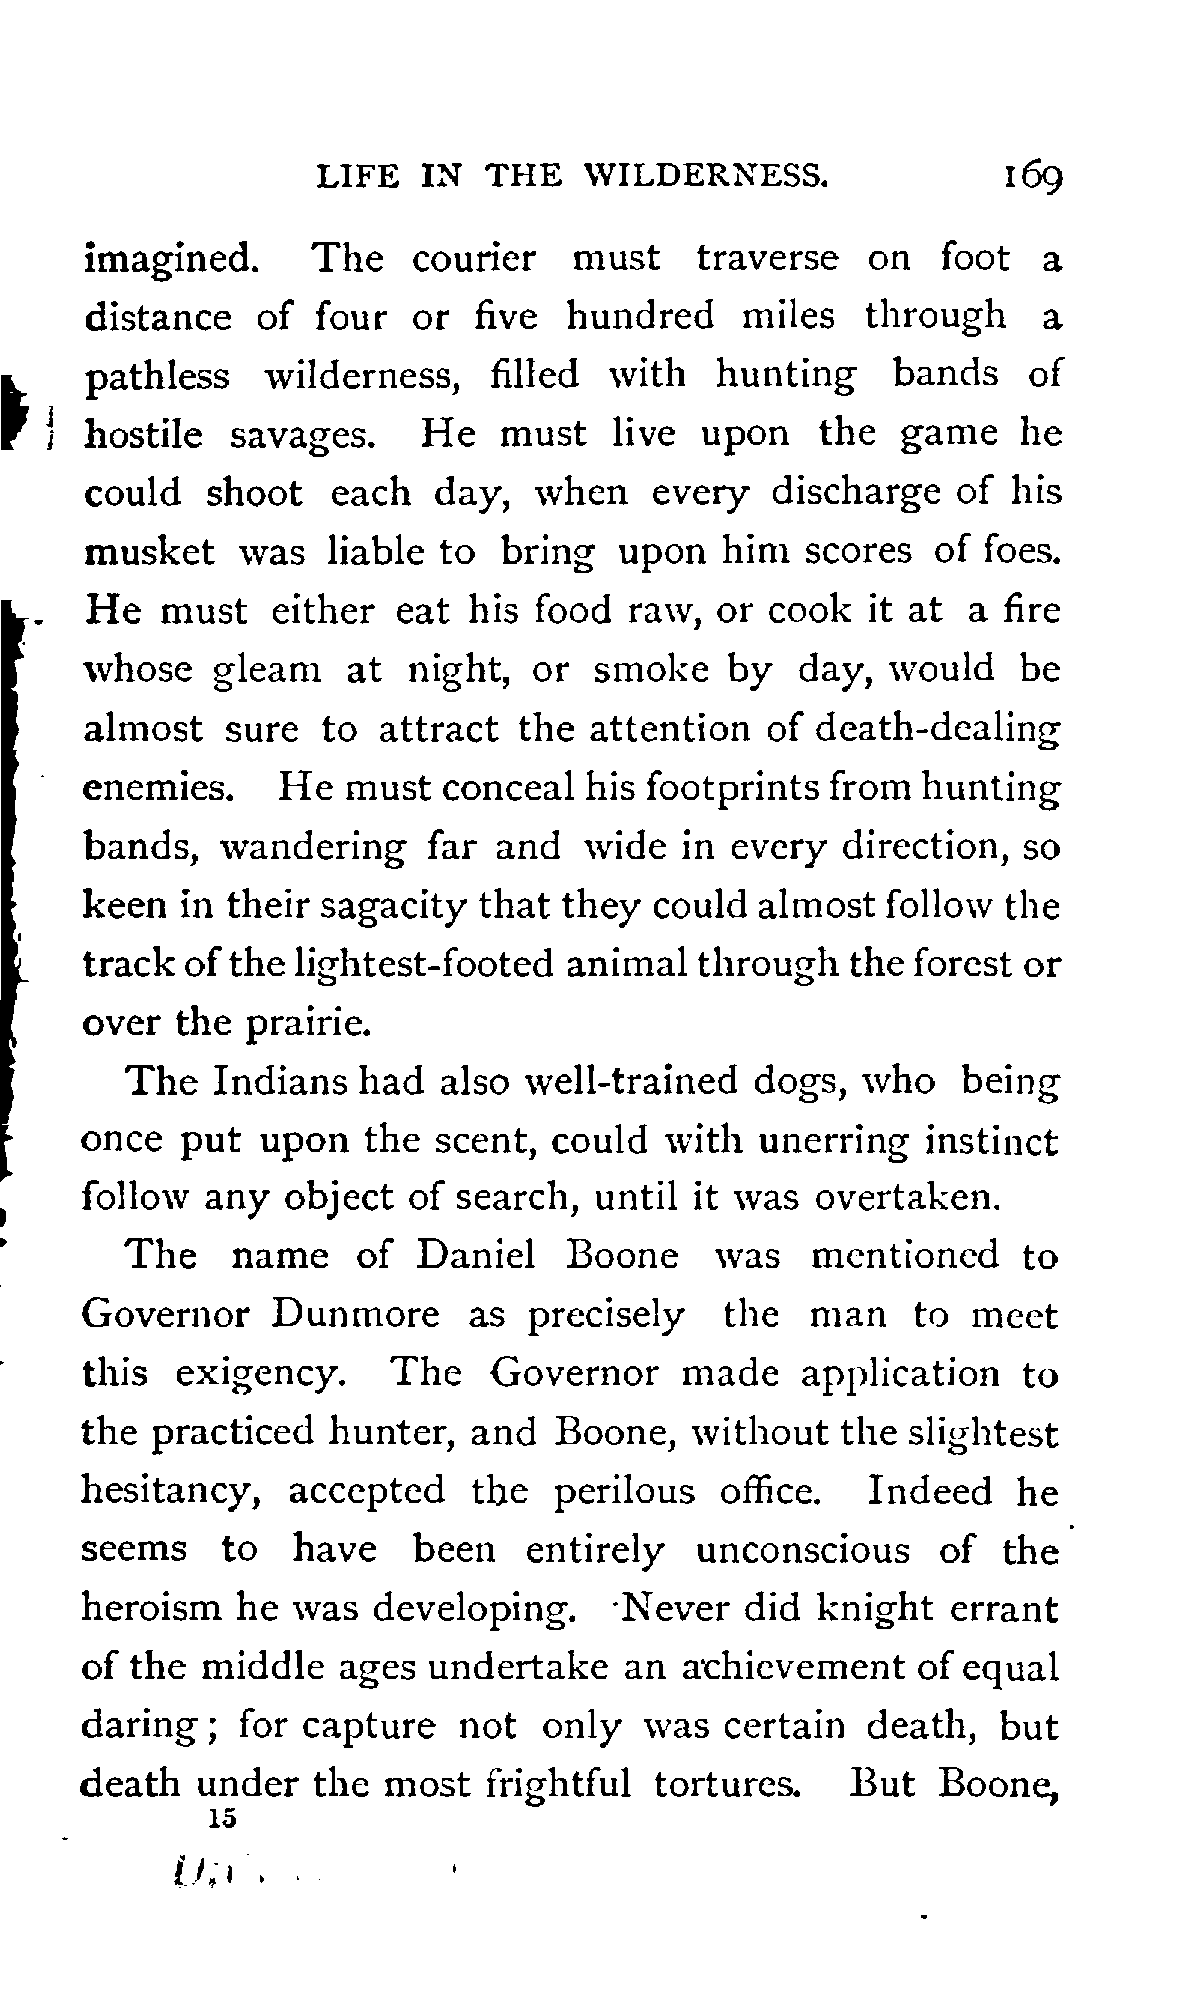 LIFE IN THE WILDERNESS. 169
imagined. The courier must traverse on foot a
distance of four or five hundred miles through a
pathless wilderness, filled with hunting bands of
hostile savages. He must live upon the game he
could shoot each day, when every discharge of his
musket was liable to bring upon him scores of foes.
He must either eat his food raw, or cook it at a fire
whose gleam at night, or smoke by day, would be
almost sure to attract the attention of death-dealing
enemies. He must conceal his footprints from hunting
bands, wandering far and wide in every direction, so
keen in their sagacity that they could almost follow the
track of the lightest-footed animal through the forest or
over the prairie.
The Indians had also well-trained dogs, who being
once put upon the scent, could with unerring instinct
follow any object of search, until it was overtaken.
The name of Daniel Boone was mentioned to
Governor Dunmore as precisely the man to meet
this exigency. The Governor made application to
the practiced hunter, and Boone, without the slightest
hesitancy, accepted the perilous office. Indeed he
seems to have been entirely unconscious of the
heroism he was developing. Never did knight errant
of the middle ages undertake an achievement of equal
daring; for capture not only was certain death, but
death under the most frightful tortures. But Boone,
15